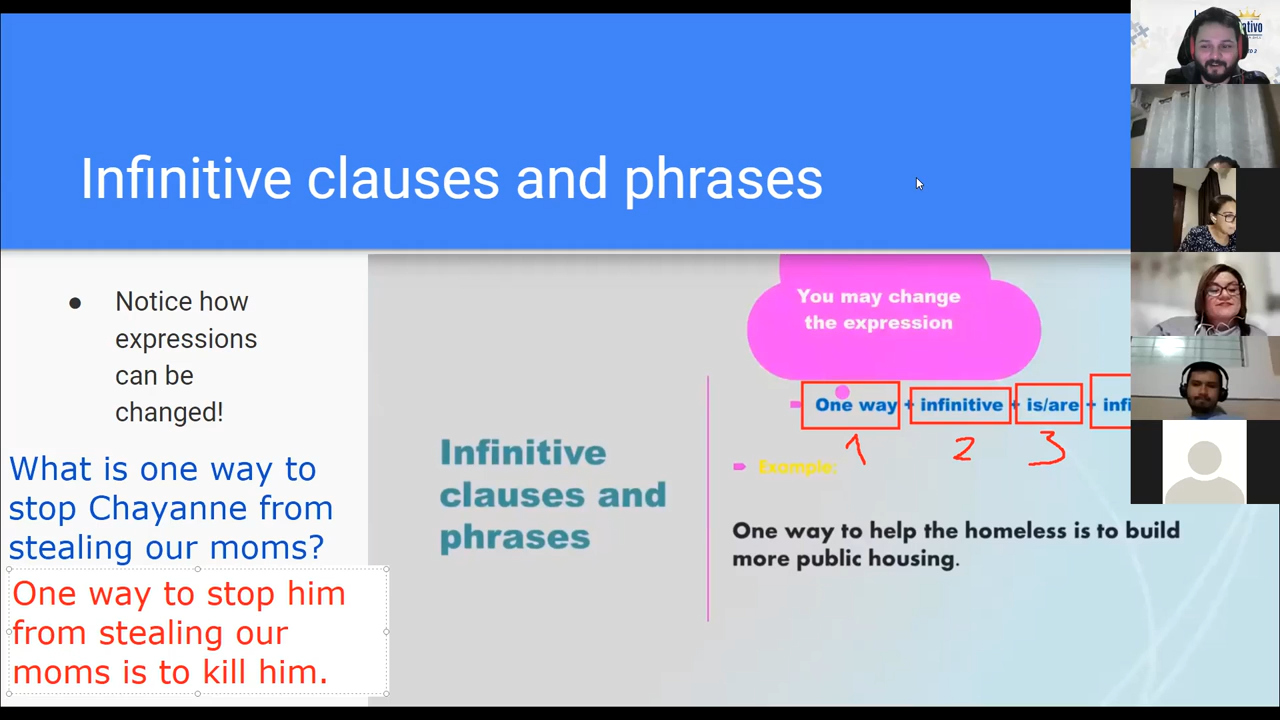 Infinitive clauses and phrases
● Notice how
expressions
can be
changed!
What is one way to
stop Chayanne from
stealing our moms?
One way to stop him
from stealing our
moms is to kill him.
Infinitive
clauses and
phrases
You may change
the expression
One way + infinitive + is/are + infi
1 2 3
Example:
One way to help the homeless is to build
more public housing.